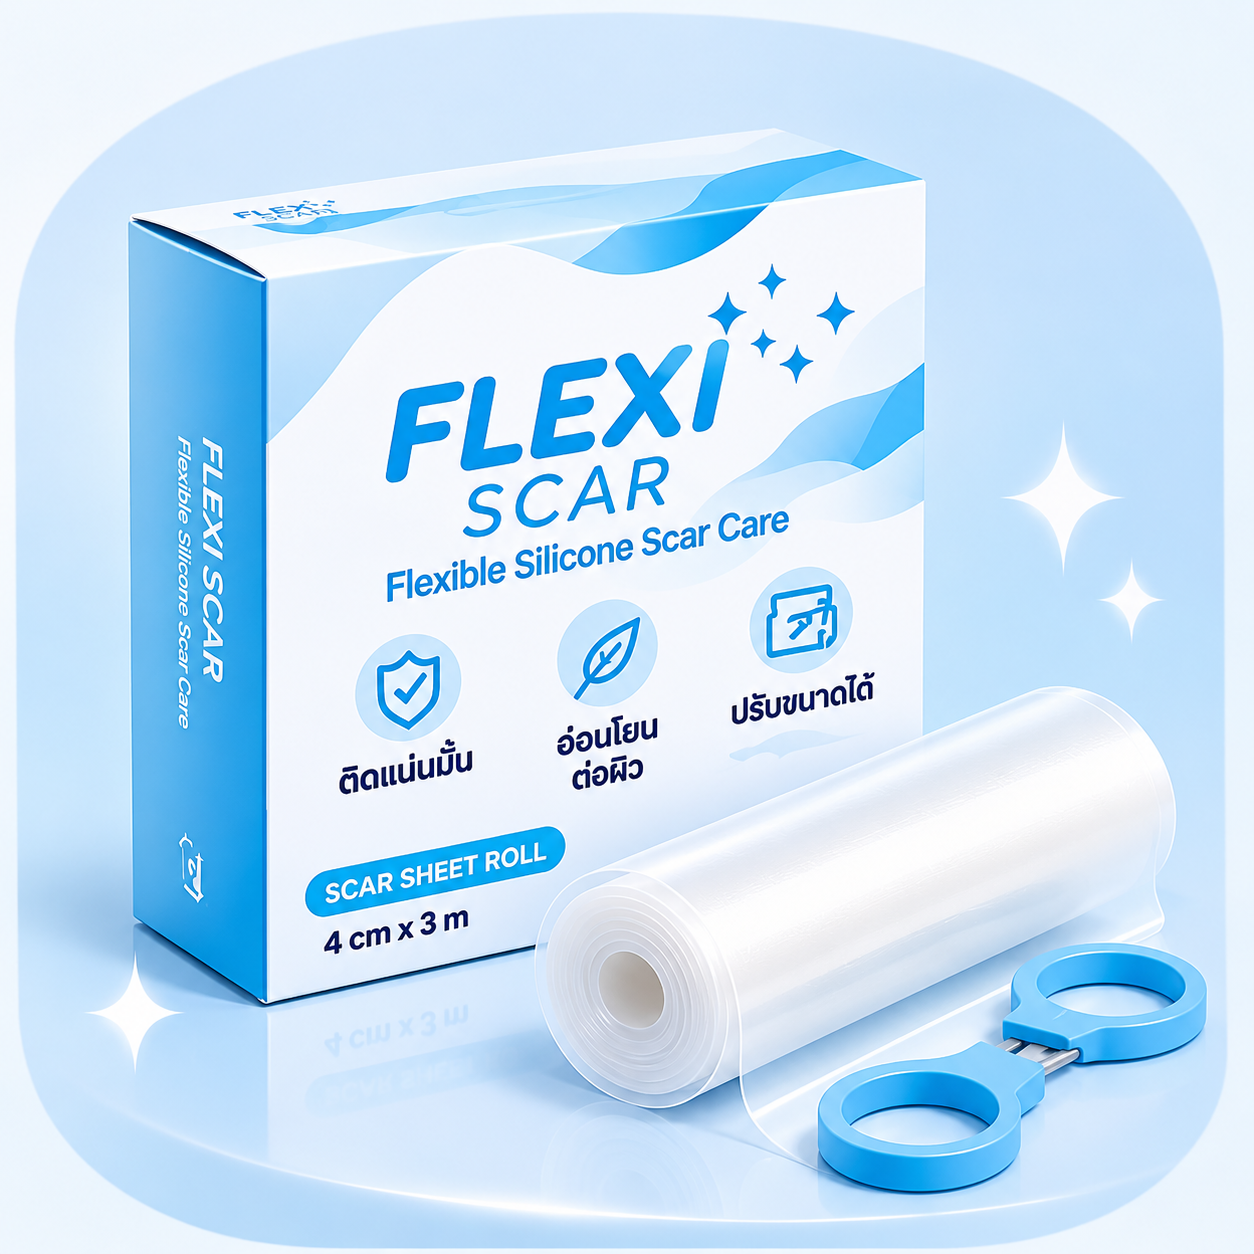 FLEXI
SCAR
FLEXI
SCAR
Flexible Silicone Scar Care
FLEXI SCAR
Flexible Silicone Scar Care
ติดแน่นมั้น
อ่อนโยน
ต่อผิว
ปรับขนาดได้
SCAR SHEET ROLL
4 cm x 3 m